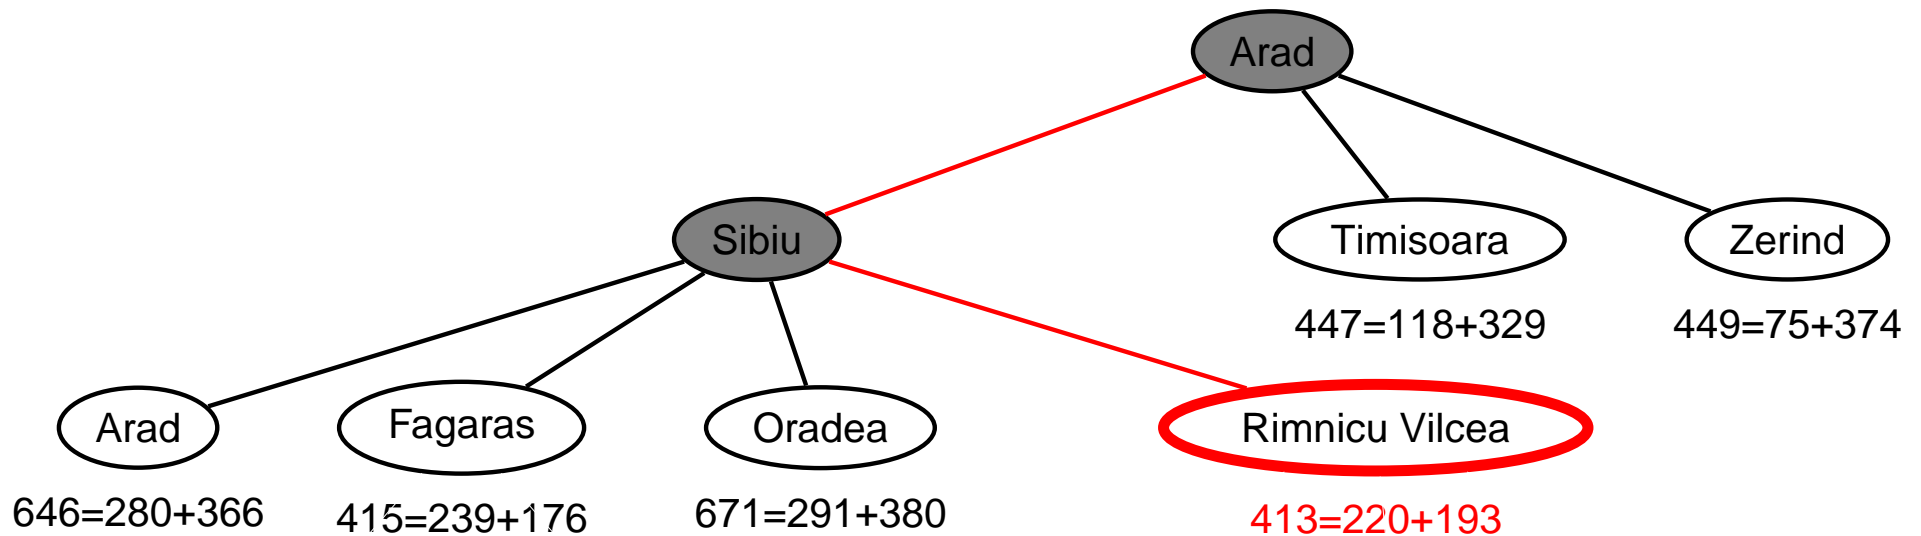 Arad
Sibiu
Timisoara
Zerind
447=118+329
449=75+374
Arad
Fagaras
Oradea
Rimnicu Vilcea
646=280+366
415=239+176
671=291+380
413=220+193